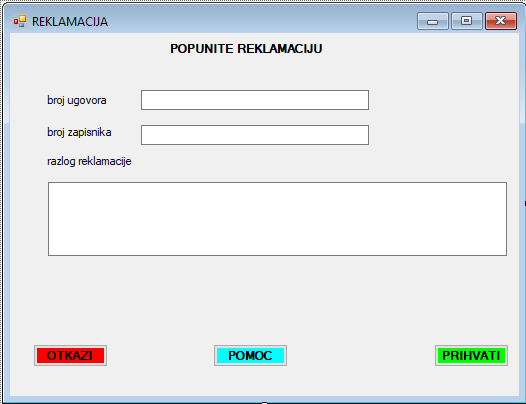 REKLAMACIJA
POPUNITE REKLAMACIJU
broj ugovora
broj zapisnika
razlog reklamacije
OTKAZI POMOC PRIHVATI